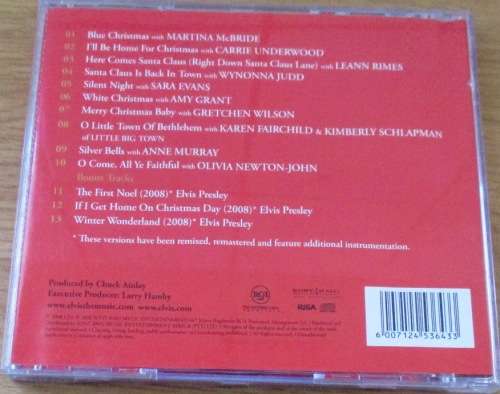 01 Blue Christmas with MARTINA McBRIDE
02 I'll Be Home For Christmas with CARRIE UNDERWOOD
03 Here Comes Santa Claus (Right Down Santa Claus Lane) with LEANN RIMES
04 Santa Claus Is Back In Town with WYNONNA JUDD
05 Silent Night with SARA EVANS
06 White Christmas with AMY GRANT
07 Merry Christmas Baby with GRETCHEN WILSON
08 O Little Town Of Bethlehem with KAREN FAIRCHILD & KIMBERLY SCHLAPMAN
of LITTLE BIG TOWN
09 Silver Bells with ANNE MURRAY
10 O Come, All Ye Faithful with OLIVIA NEWTON-JOHN
Bonus Tracks
11 The First Noel (2008)* Elvis Presley
12 If I Get Home On Christmas Day (2008)* Elvis Presley
13 Winter Wonderland (2008)* Elvis Presley
* These versions have been remixed, remastered and feature additional instrumentation.
Produced by Chuck Ainlay
Executive Producer: Larry Hamby
www.elvisthemusic.com www.elvis.com
RCA
SONY BMG
RiSA
6 007124 536433